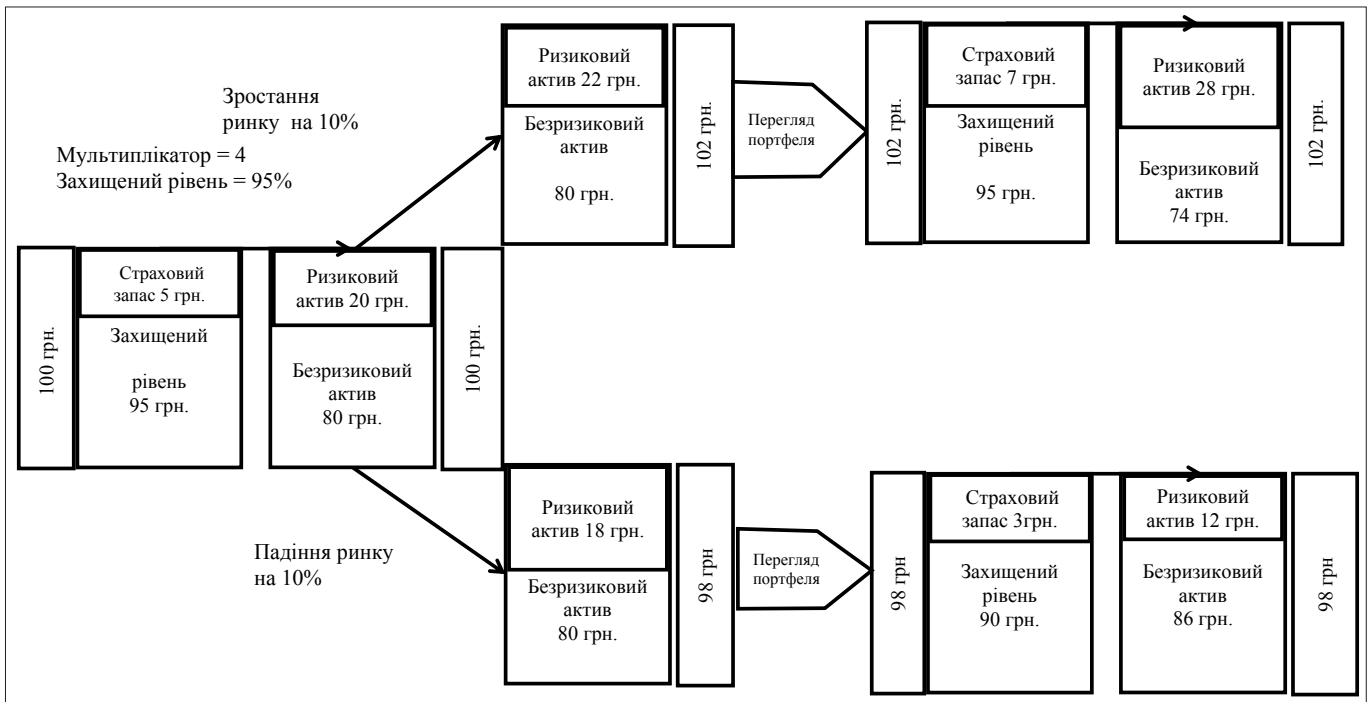 Зростання
ринку на 10%
Мультиплікатор = 4
Захищений рівень = 95%
100 грн.
Страховий
запас 5 грн.
Захищений
рівень
95 грн.
Ризиковий
актив 20 грн.
Безризиковий
актив
80 грн.
100 грн.
Ризиковий
актив 22 грн.
Безризиковий
актив
80 грн.
102 грн.
Перегляд
портфеля
102 грн.
Страховий
запас 7 грн.
Захищений
рівень
95 грн.
Ризиковий
актив 28 грн.
Безризиковий
актив
74 грн.
102 грн.
Падіння ринку
на 10%
Ризиковий
актив 18 грн.
Безризиковий
актив
80 грн.
98 грн
Перегляд
портфеля
98 грн
Страховий
запас 3грн.
Захищений
рівень
90 грн.
Ризиковий
актив 12 грн.
Безризиковий
актив
86 грн.
98 грн